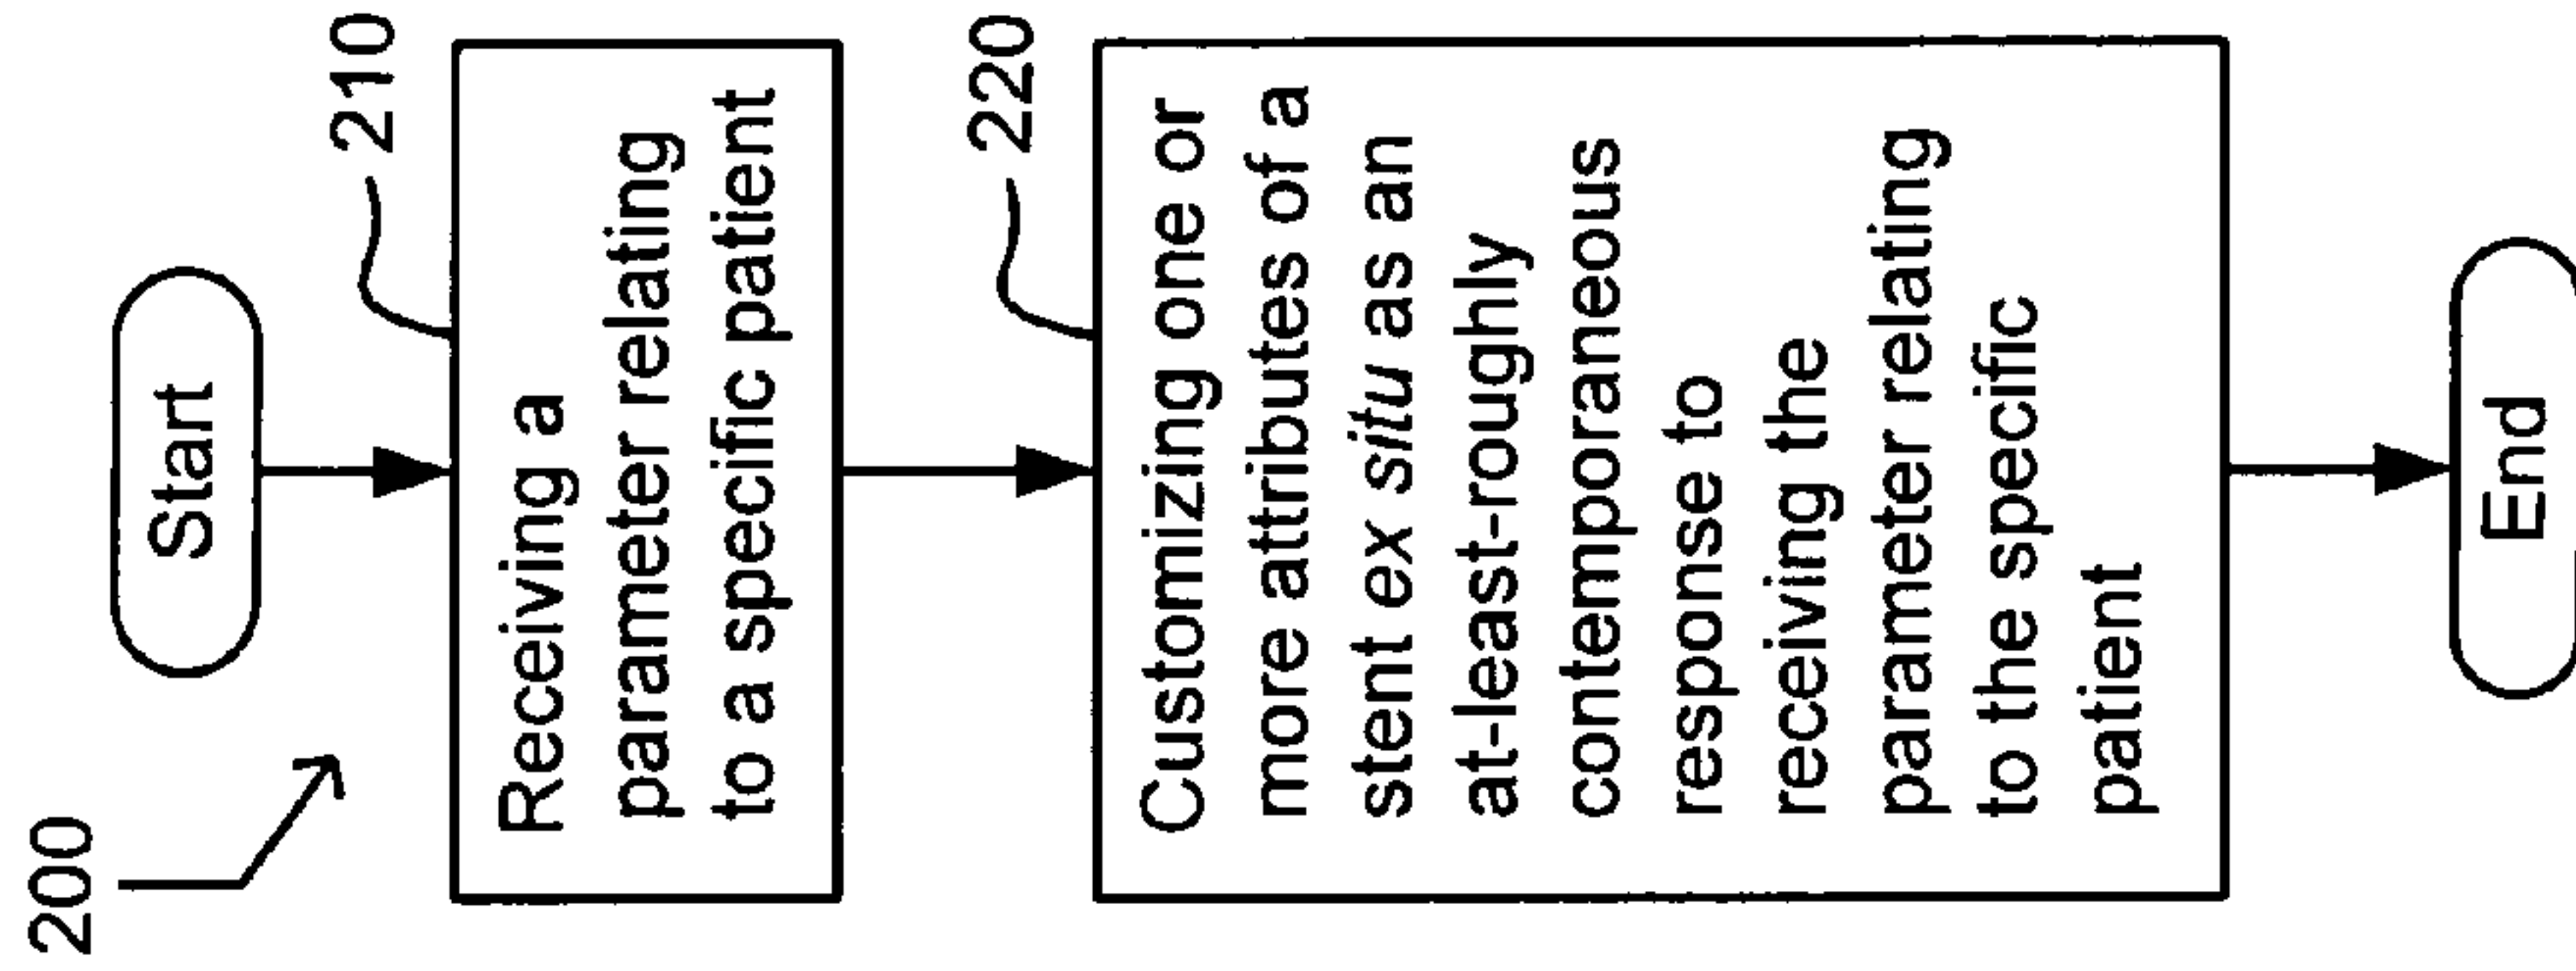 200
Start
210
Receiving a
parameter relating
to a specific patient
220
Customizing one or
more attributes of a
stent ex situ as an
at-least-roughly
contemporaneous
response to
receiving the
parameter relating
to the specific
patient
End